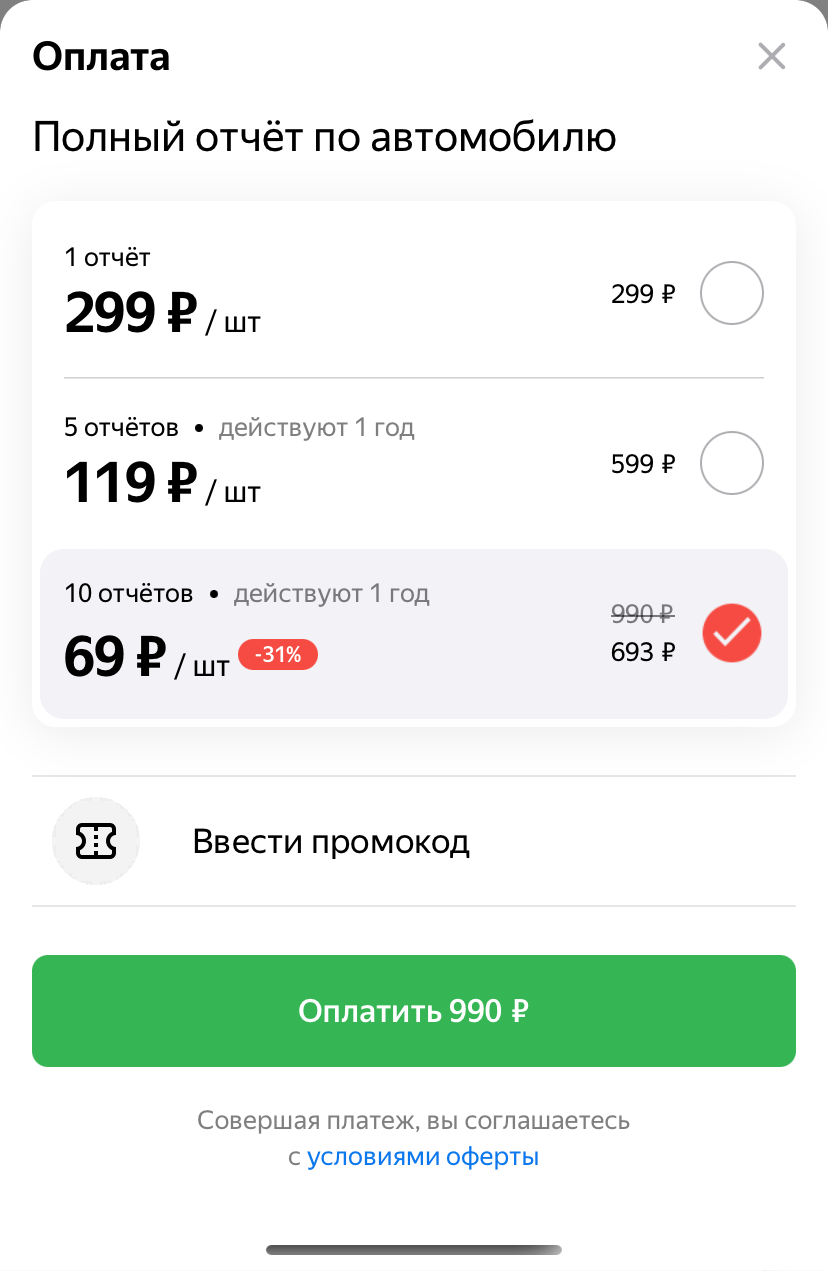 Оплата
Полный отчёт по автомобилю
1 отчёт
299 ₽ / шт
299 ₽
5 отчётов • действуют 1 год
119 ₽ / шт
599 ₽
10 отчётов • действуют 1 год
69 ₽ / шт -31%
990 ₽
693 ₽
Ввести промокод
Оплатить 990 ₽
Совершая платеж, вы соглашаетесь
с условиями оферты